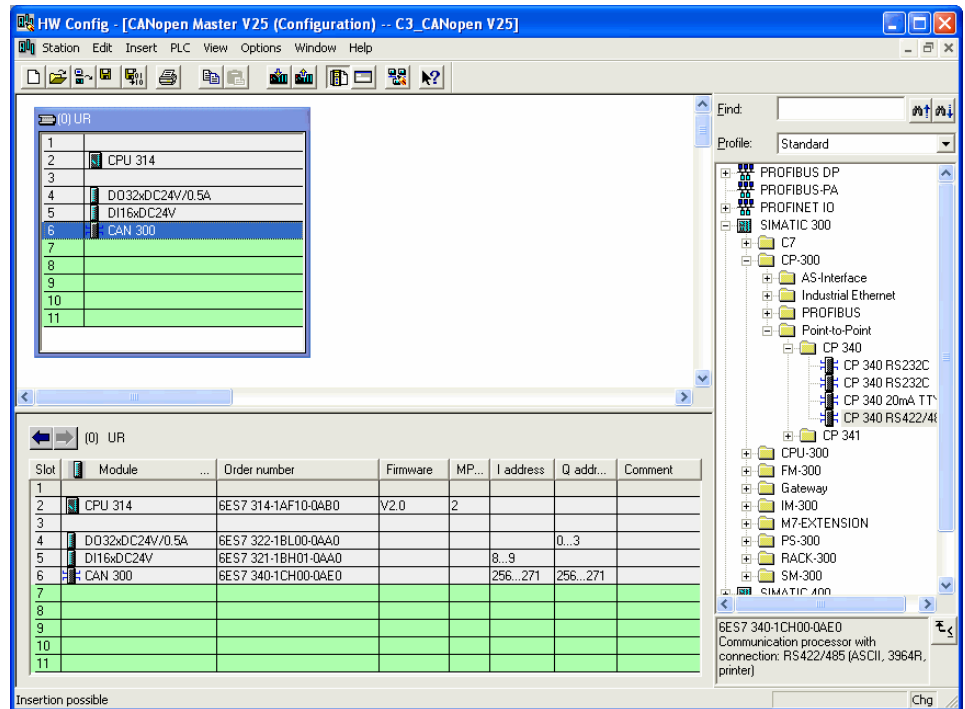 HW Config - [CANopen Master V25 (Configuration) -- C3_CANopen V25]
Station Edit Insert PLC View Options Window Help
(0) UR
1
2 CPU 314
3
4 DO32xDC24V/0.5A
5 DI16xDC24V
6 CAN 300
7
8
9
10
11
Find:
Profile: Standard
PROFIBUS DP
PROFIBUS-PA
PROFINET IO
SIMATIC 300
C7
CP-300
AS-Interface
Industrial Ethernet
PROFIBUS
Point-to-Point
CP 340
CP 340 RS232C
CP 340 RS232C
CP 340 20mA TTY
CP 340 RS422/48
CP 341
CPU-300
FM-300
Gateway
IM-300
M7-EXTENSION
PS-300
RACK-300
SM-300
SIMATIC 400
6ES7 340-1CH00-0AE0
Communication processor with
connection: RS422/485 (ASCII, 3964R,
printer)
(0) UR
Slot Module ... Order number Firmware MP... I address Q addr... Comment
1
2 CPU 314 6ES7 314-1AF10-0AB0 V2.0 2
3
4 DO32xDC24V/0.5A 6ES7 322-1BL00-0AA0 0...3
5 DI16xDC24V 6ES7 321-1BH01-0AA0 8...9
6 CAN 300 6ES7 340-1CH00-0AE0 256...271 256...271
7
8
9
10
11
Insertion possible
Chg